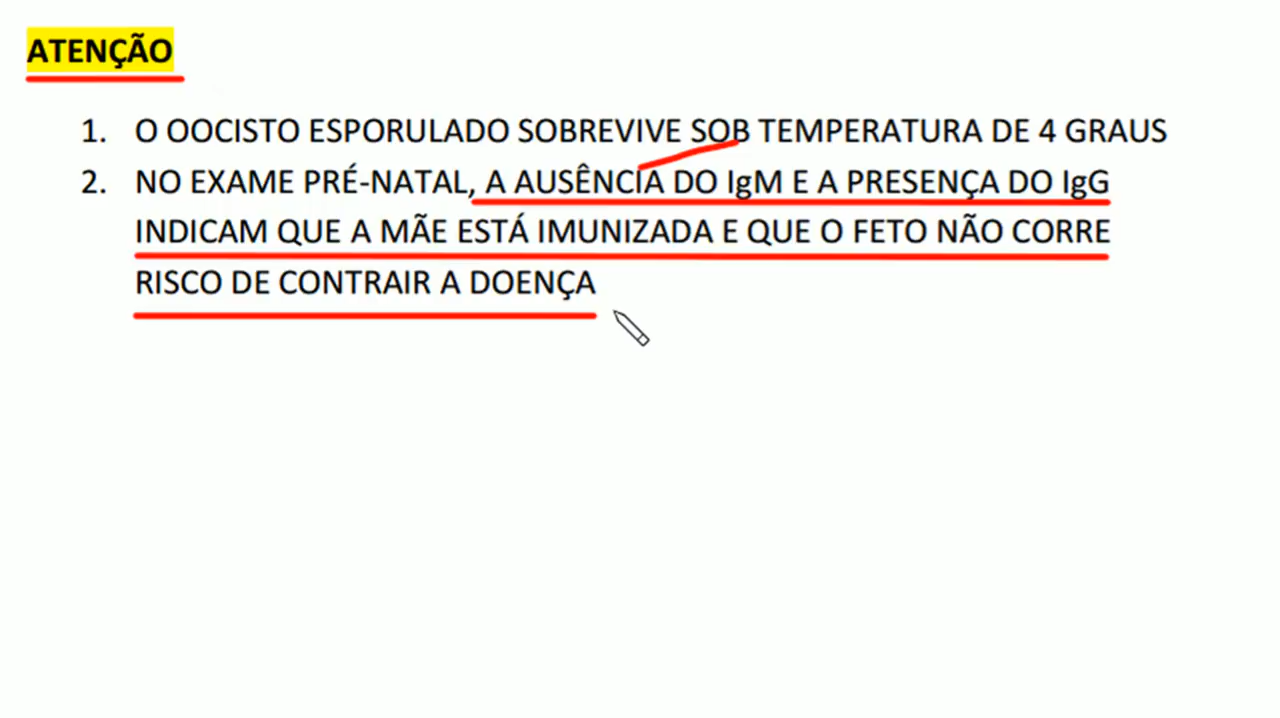 ATENÇÃO
1. O OOCISTO ESPORULADO SOBREVIVE SOB TEMPERATURA DE 4 GRAUS
2. NO EXAME PRÉ-NATAL, A AUSÊNCIA DO IgM E A PRESENÇA DO IgG
INDICAM QUE A MÃE ESTÁ IMUNIZADA E QUE O FETO NÃO CORRE
RISCO DE CONTRAIR A DOENÇA